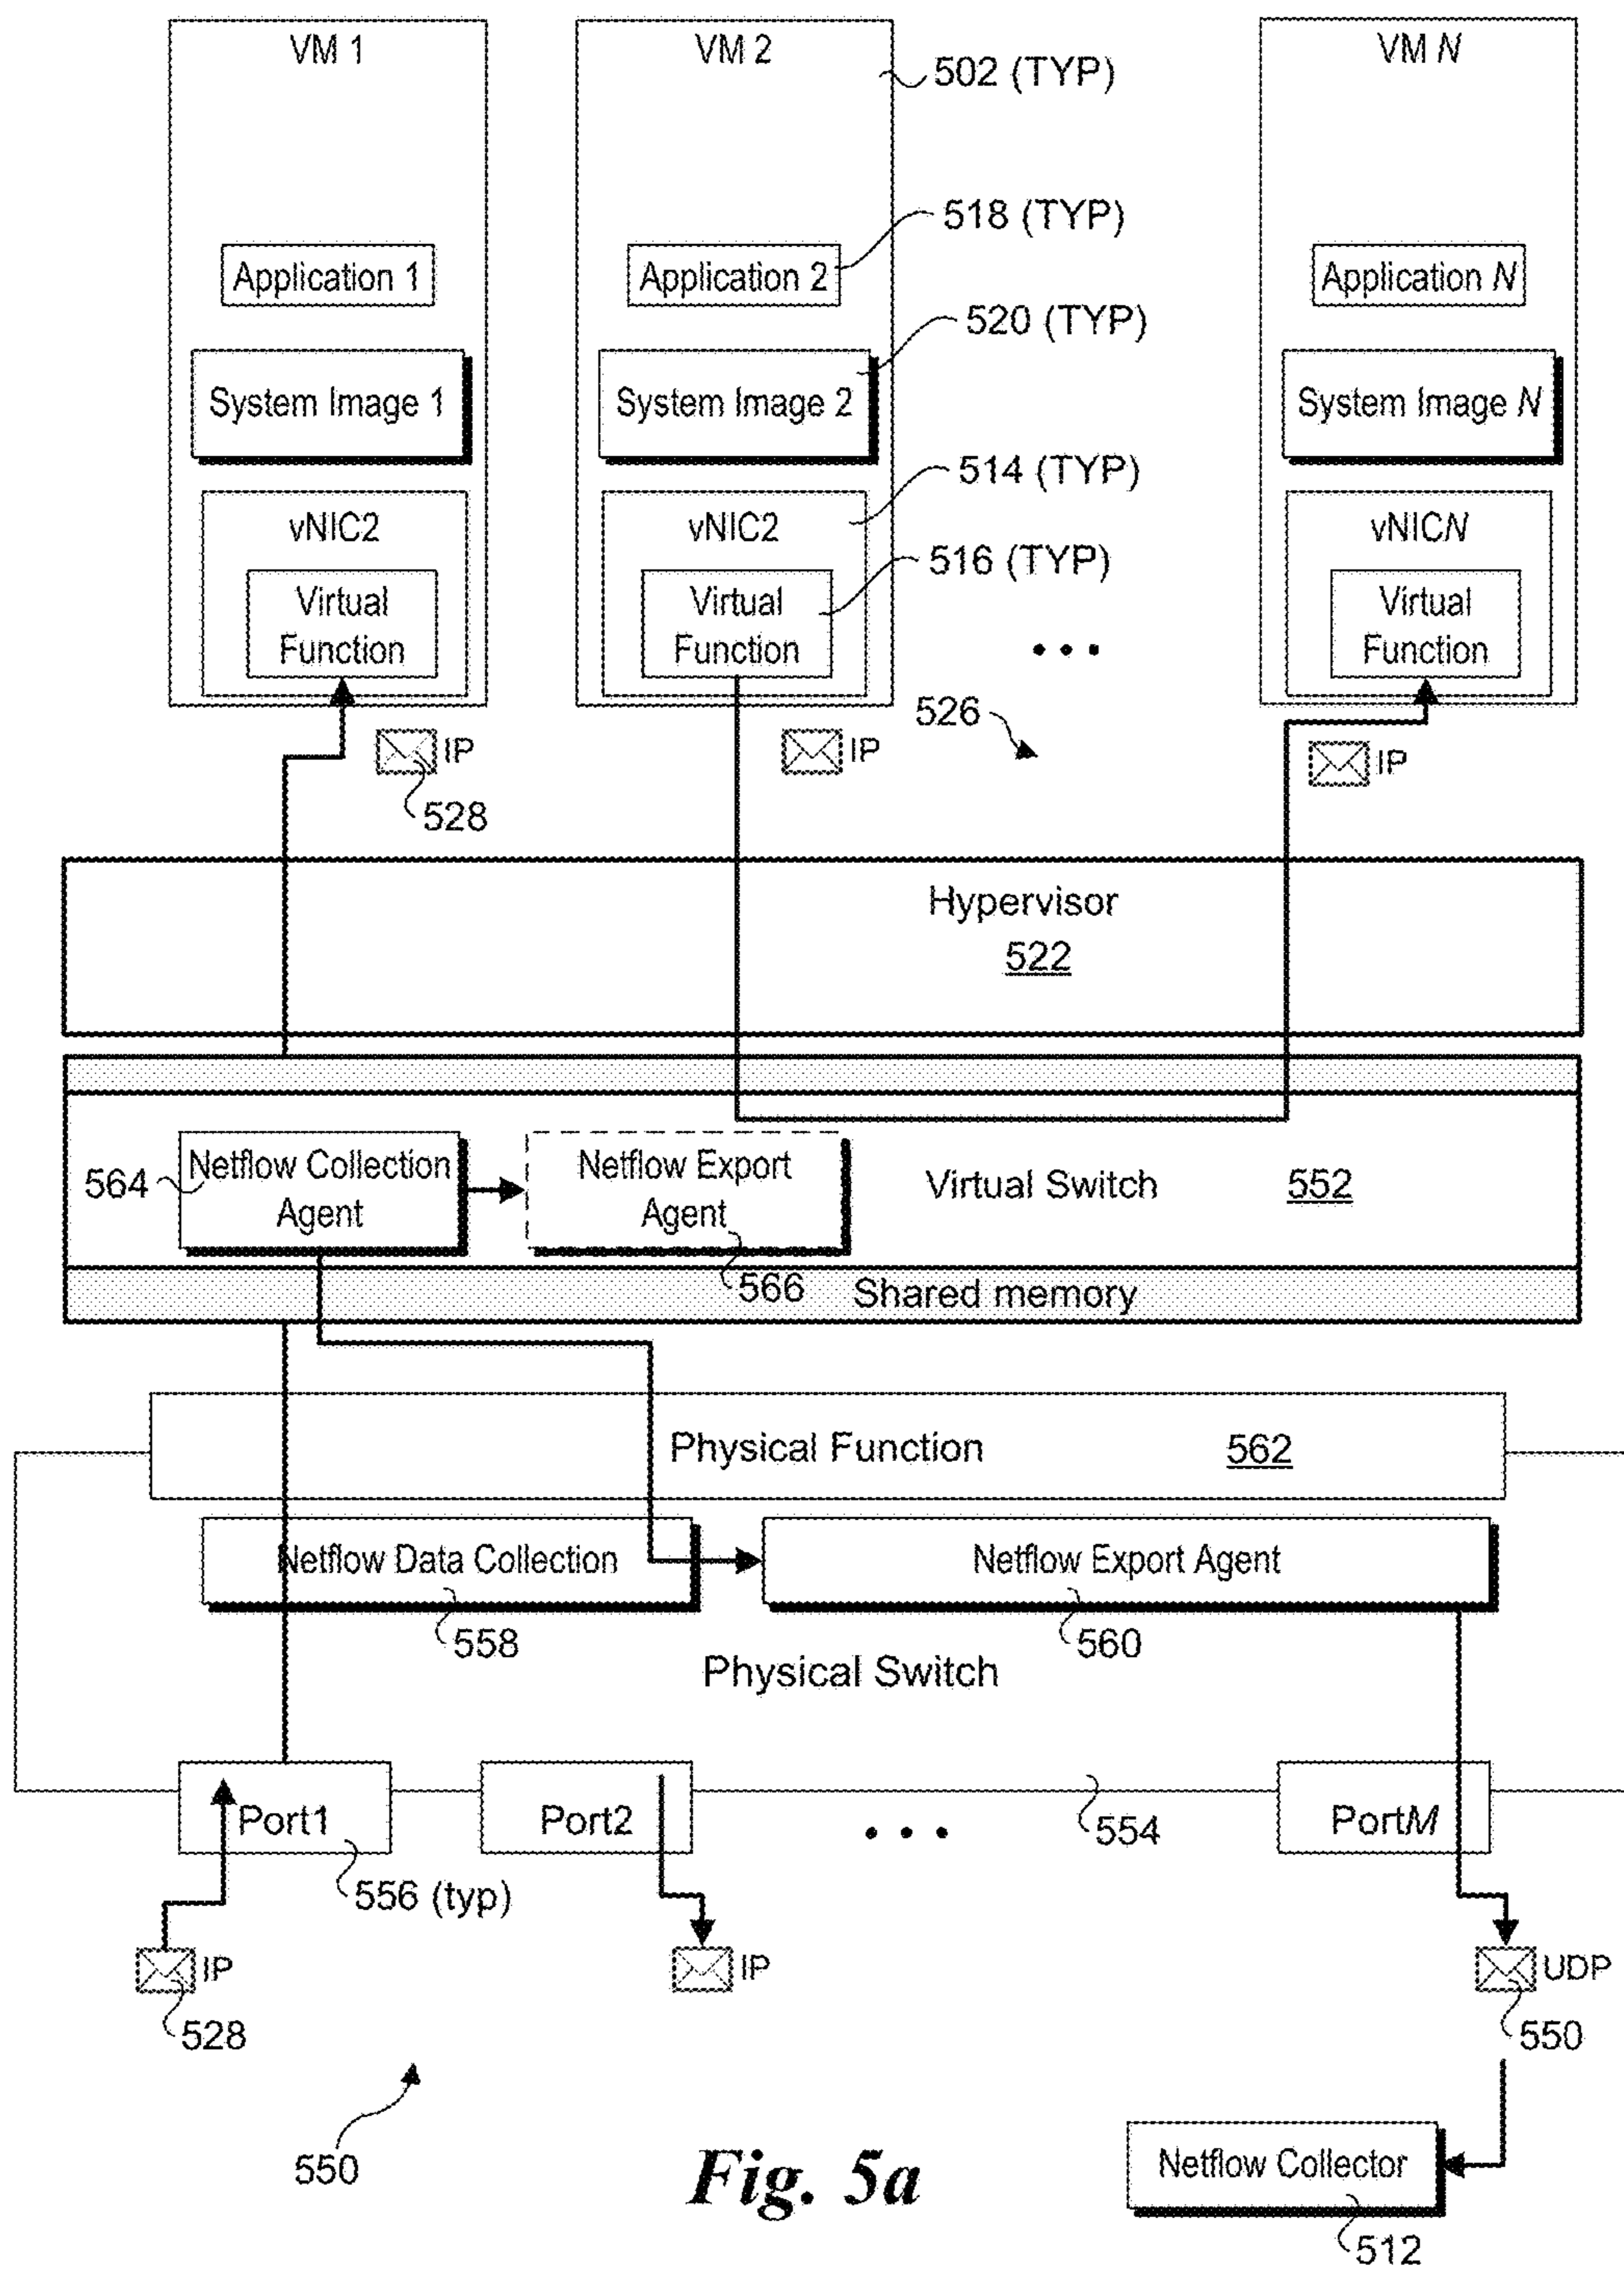 VM 1
VM 2
VM N
502 (TYP)
518 (TYP)
Application 1
Application 2
Application N
520 (TYP)
System Image 1
System Image 2
System Image N
514 (TYP)
vNIC2
vNIC2
vNICN
516 (TYP)
Virtual
Function
Virtual
Function
Virtual
Function
526
IP
IP
IP
528
Hypervisor
522
564
Netflow Collection
Agent
Netflow Export
Agent
566
Virtual Switch
552
Shared memory
Physical Function
562
Netflow Data Collection
Netflow Export Agent
558
560
Physical Switch
Port1
Port2
554
PortM
556 (typ)
IP
IP
UDP
528
550
550
Fig. 5a
Netflow Collector
512